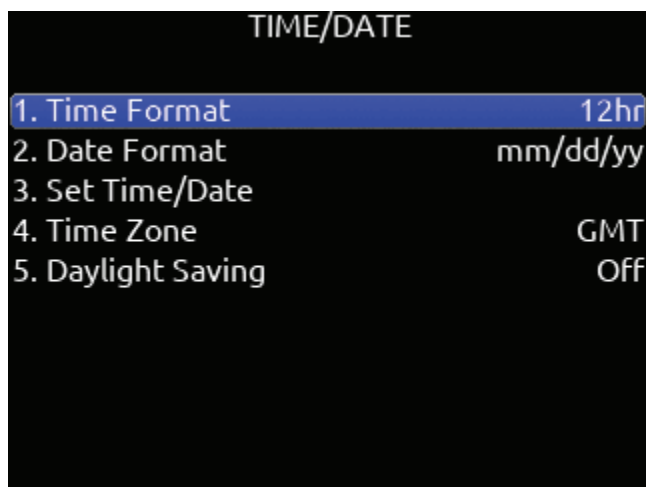 TIME/DATE
1. Time Format 12hr
2. Date Format mm/dd/yy
3. Set Time/Date
4. Time Zone GMT
5. Daylight Saving Off